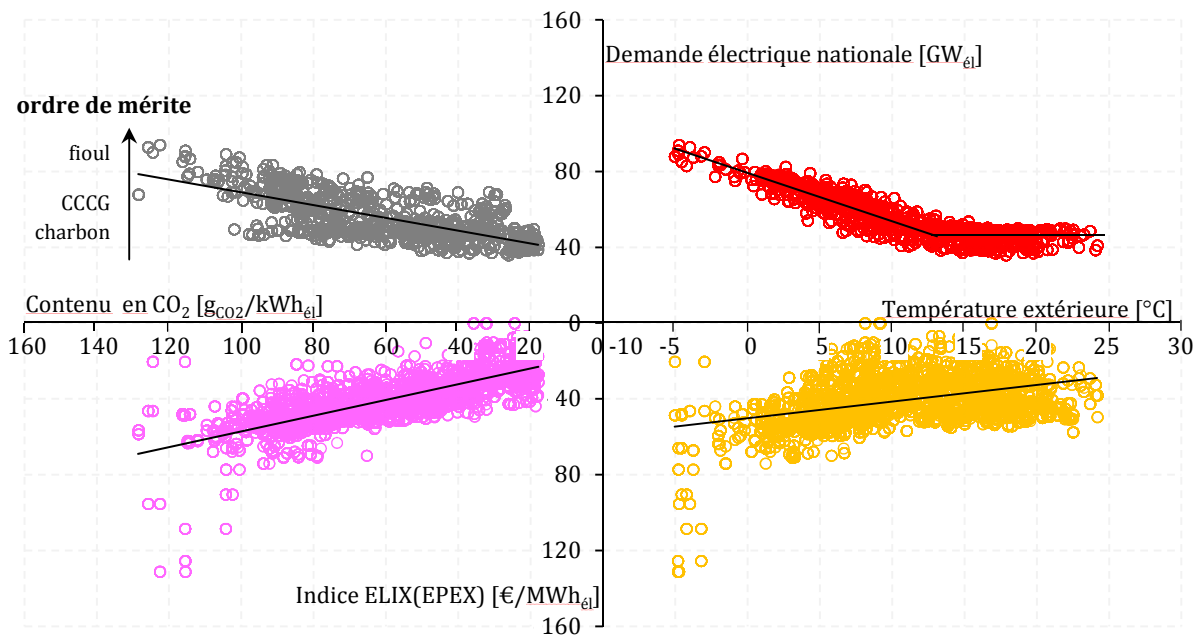 160
Demande électrique nationale [GWél]
120
ordre de mérite
fioul
80
CCCG
charbon
40
Contenu en CO2 [gCO2/kWhél]
Température extérieure [°C]
0
160 140 120 100 80 60 40 20 0 -10 -5 0 5 10 15 20 25 30
40
80
120
Indice ELIX(EPEX) [€/MWhél]
160